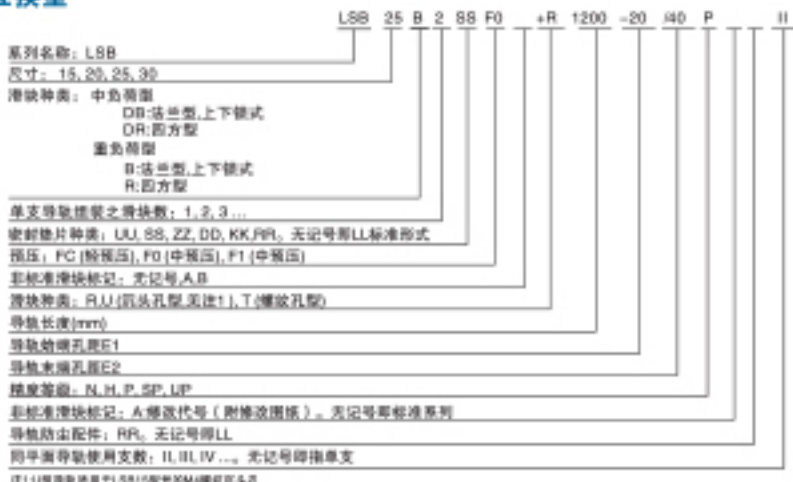 LSB 25 B 2 SS F0 _ +R 1200 -20 /40 P _ _ II
系列名称：LSB
尺寸：15, 20, 25, 30
滑块种类：中负荷型
DB:法兰型,上下锁式
DR:四方型
重负荷型
B:法兰型,上下锁式
R:四方型
单支导轨组装之滑块数：1, 2, 3 ...
密封垫片种类：UU, SS, ZZ, DD, KK,RR。无记号即LL标准形式
预压：FC (轻预压), F0 (中预压), F1 (中预压)
非标准滑块标记：无记号,A,B
滑块种类：R,U (沉头孔型,见注1), T (螺纹孔型)
导轨长度(mm)
导轨始端孔距E1
导轨末端孔距E2
精度等级：N, H, P, SP, UP
非标准滑块标记：A:修改代号（附修改图纸）。无记号即标准系列
导轨防尘配件：RR。无记号即LL
同平面导轨使用支数：II, III, IV ...。无记号即指单支